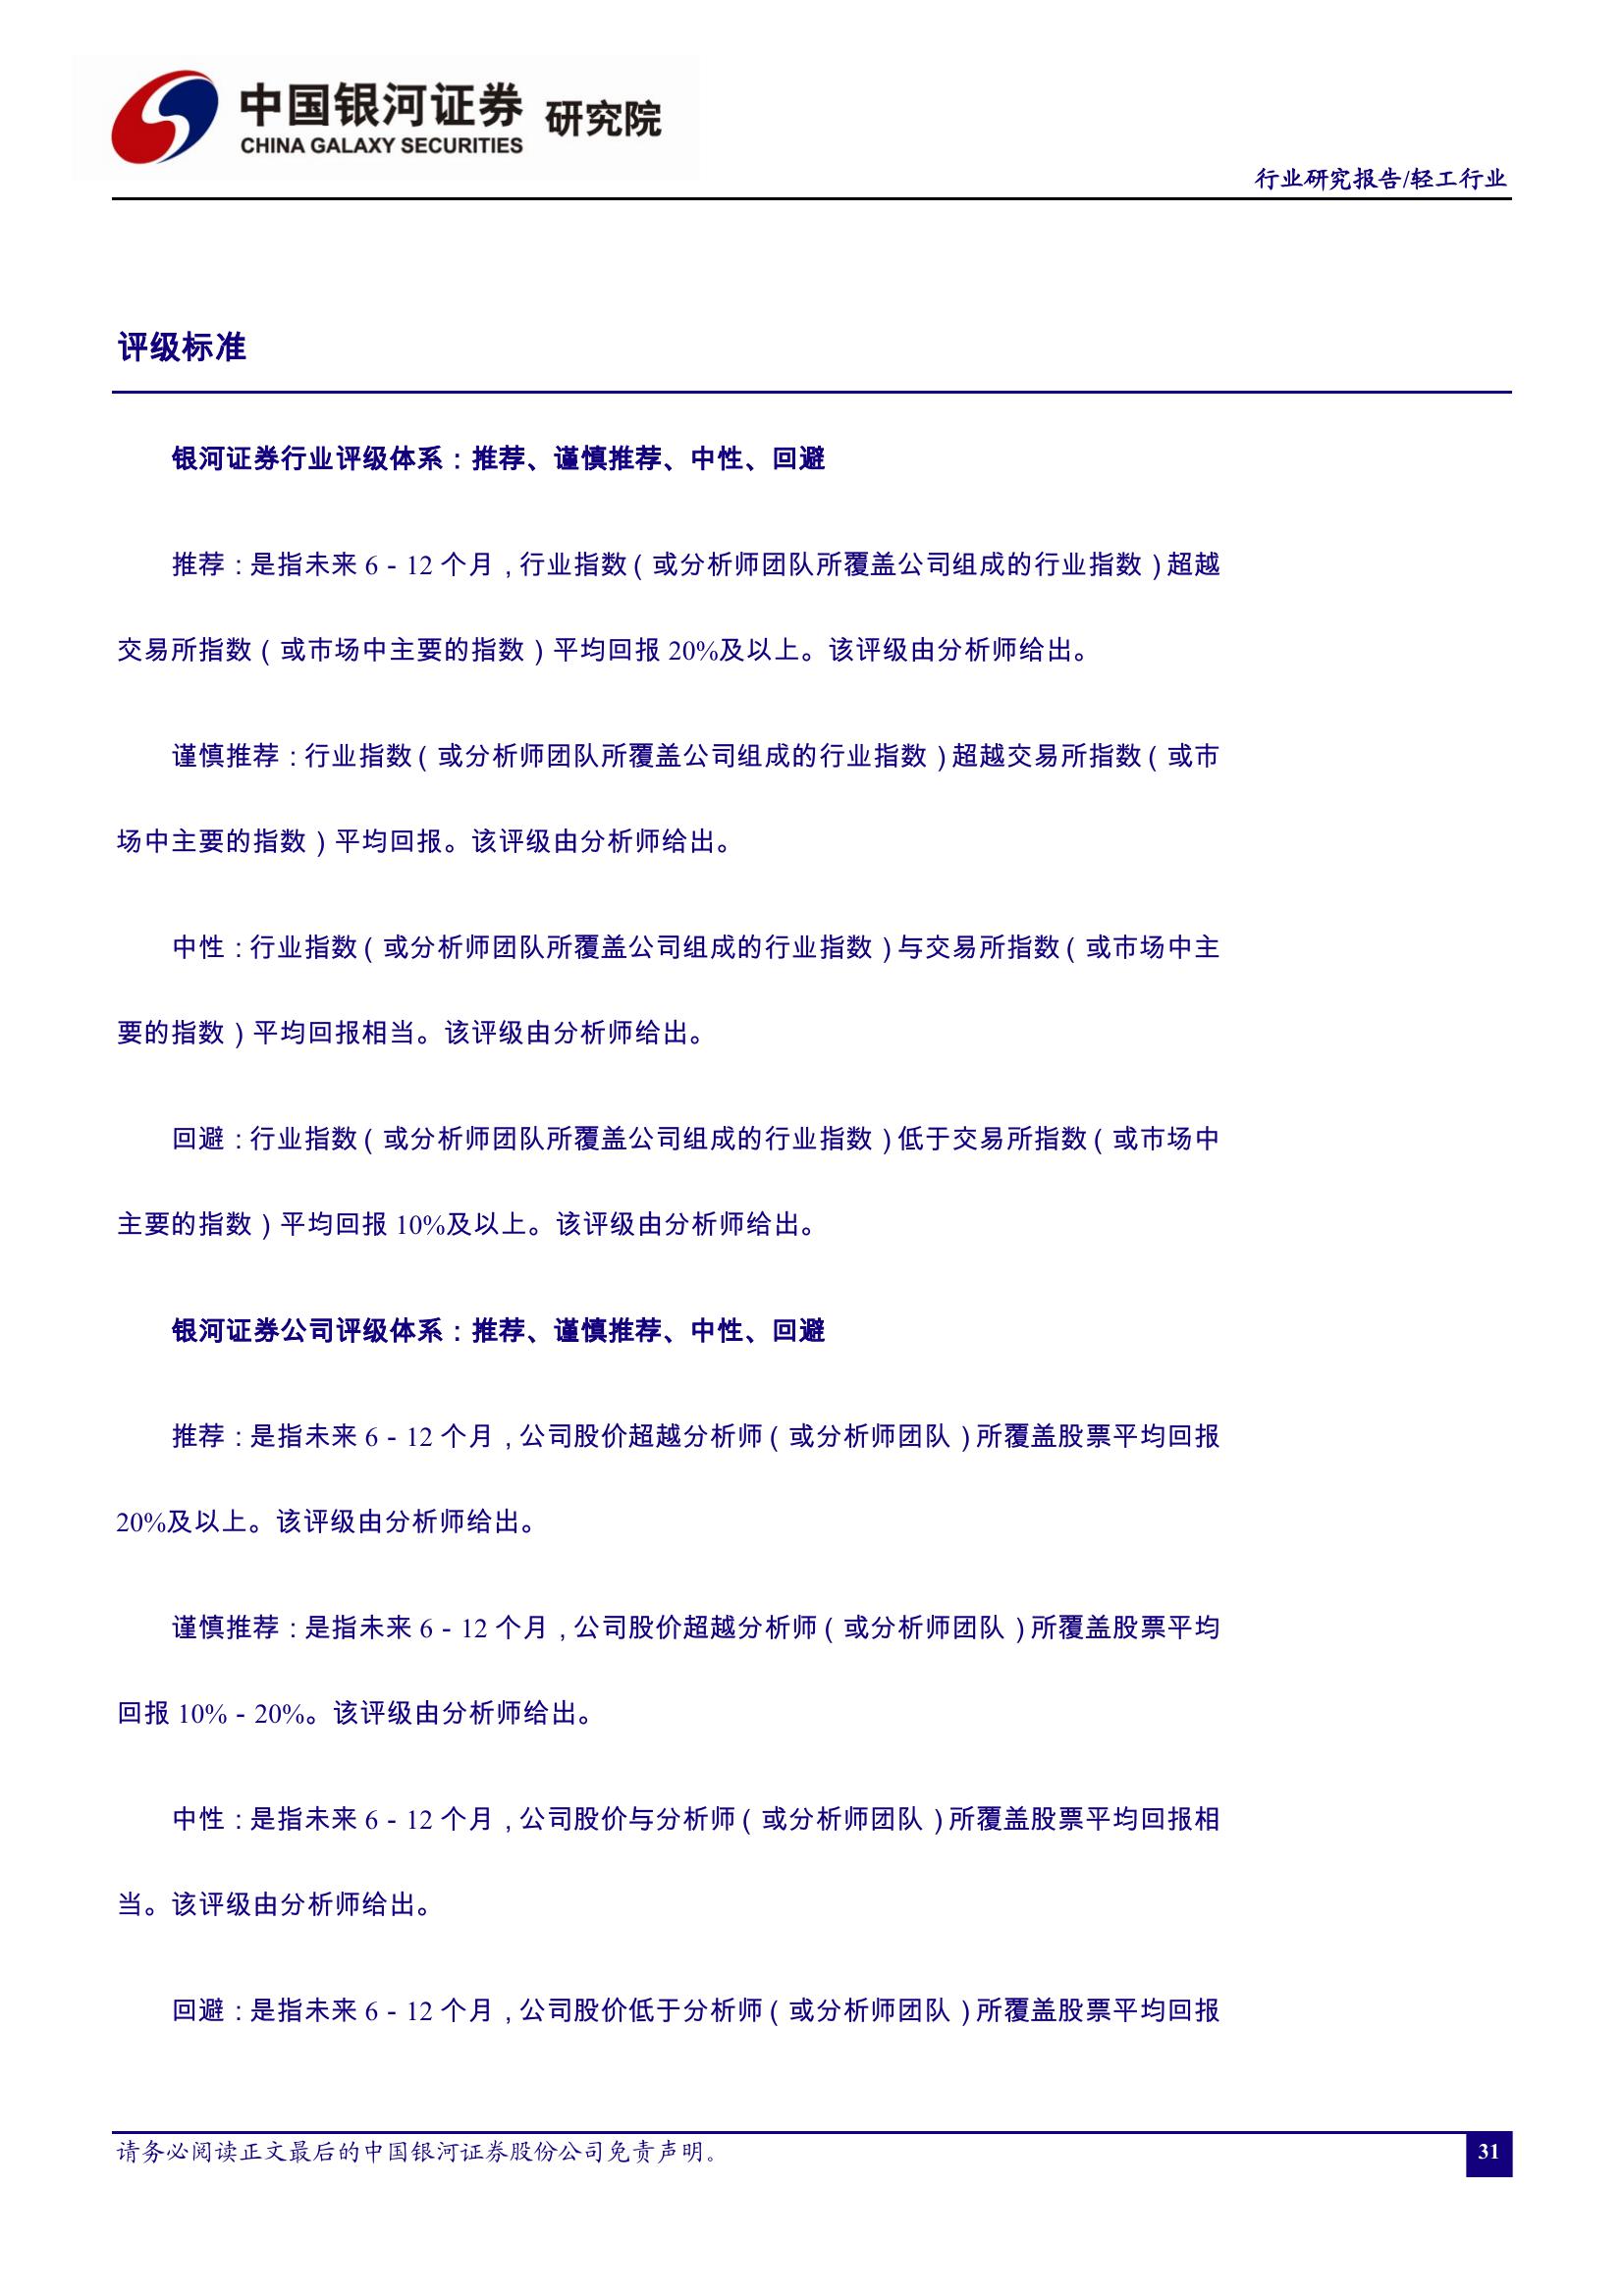 中国银河证券 研究院
CHINA GALAXY SECURITIES
行业研究报告/轻工行业
评级标准
银河证券行业评级体系：推荐、谨慎推荐、中性、回避
推荐：是指未来 6－12 个月，行业指数（或分析师团队所覆盖公司组成的行业指数）超越
交易所指数（或市场中主要的指数）平均回报 20%及以上。该评级由分析师给出。
谨慎推荐：行业指数（或分析师团队所覆盖公司组成的行业指数）超越交易所指数（或市
场中主要的指数）平均回报。该评级由分析师给出。
中性：行业指数（或分析师团队所覆盖公司组成的行业指数）与交易所指数（或市场中主
要的指数）平均回报相当。该评级由分析师给出。
回避：行业指数（或分析师团队所覆盖公司组成的行业指数）低于交易所指数（或市场中
主要的指数）平均回报 10%及以上。该评级由分析师给出。
银河证券公司评级体系：推荐、谨慎推荐、中性、回避
推荐：是指未来 6－12 个月，公司股价超越分析师（或分析师团队）所覆盖股票平均回报
20%及以上。该评级由分析师给出。
谨慎推荐：是指未来 6－12 个月，公司股价超越分析师（或分析师团队）所覆盖股票平均
回报 10%－20%。该评级由分析师给出。
中性：是指未来 6－12 个月，公司股价与分析师（或分析师团队）所覆盖股票平均回报相
当。该评级由分析师给出。
回避：是指未来 6－12 个月，公司股价低于分析师（或分析师团队）所覆盖股票平均回报
请务必阅读正文最后的中国银河证券股份公司免责声明。
31